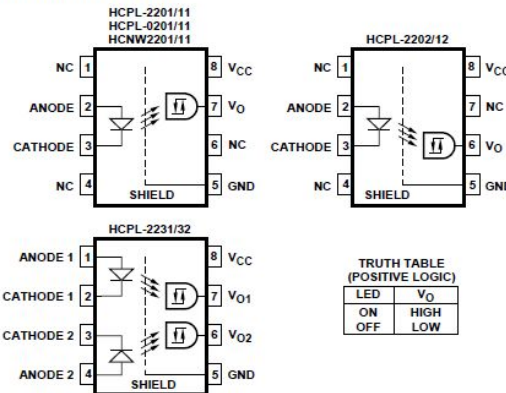 HCPL-2201/11
HCPL-0201/11
HCNW2201/11
NC 1
ANODE 2
CATHODE 3
NC 4
8 VCC
7 VO
6 NC
5 GND
SHIELD
HCPL-2202/12
NC 1
ANODE 2
CATHODE 3
NC 4
8 VCC
7 NC
6 VO
5 GND
SHIELD
HCPL-2231/32
ANODE 1 1
CATHODE 1 2
CATHODE 2 3
ANODE 2 4
8 VCC
7 VO1
6 VO2
5 GND
SHIELD
TRUTH TABLE
(POSITIVE LOGIC)
LED VO
ON HIGH
OFF LOW